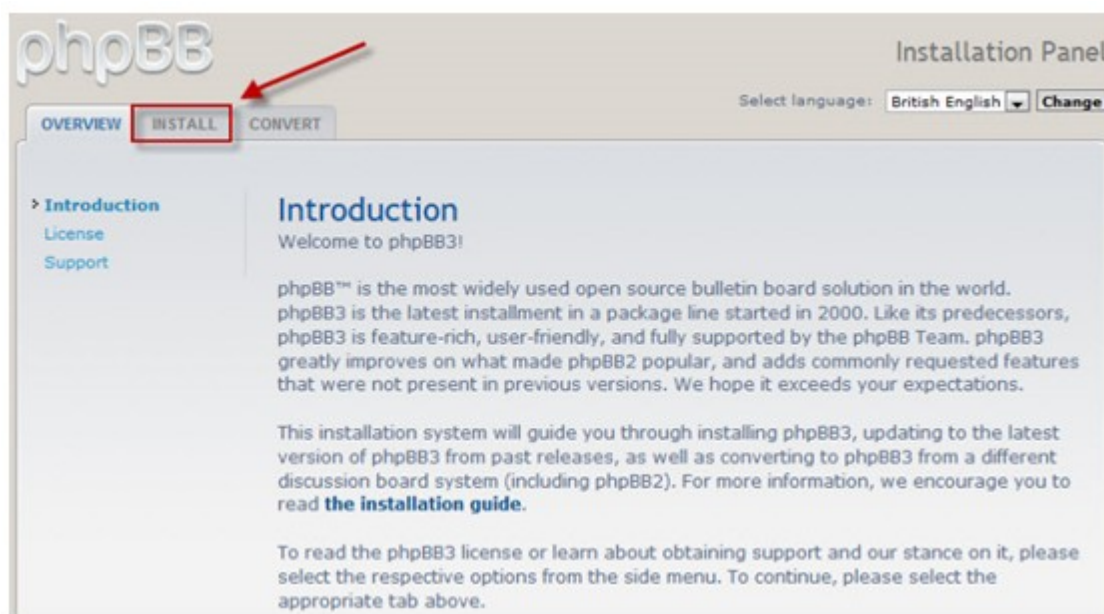 phpBB
Installation Panel
Select language: British English Change
OVERVIEW INSTALL CONVERT
Introduction
License
Support
Introduction
Welcome to phpBB3!
phpBB™ is the most widely used open source bulletin board solution in the world.
phpBB3 is the latest installment in a package line started in 2000. Like its predecessors,
phpBB3 is feature-rich, user-friendly, and fully supported by the phpBB Team. phpBB3
greatly improves on what made phpBB2 popular, and adds commonly requested features
that were not present in previous versions. We hope it exceeds your expectations.
This installation system will guide you through installing phpBB3, updating to the latest
version of phpBB3 from past releases, as well as converting to phpBB3 from a different
discussion board system (including phpBB2). For more information, we encourage you to
read the installation guide.
To read the phpBB3 license or learn about obtaining support and our stance on it, please
select the respective options from the side menu. To continue, please select the
appropriate tab above.